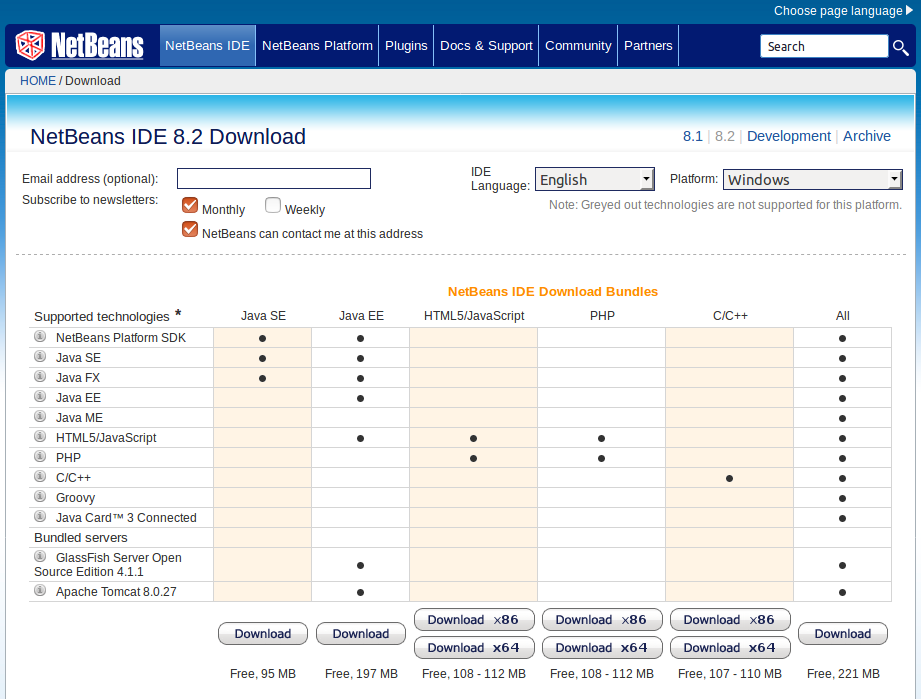 Choose page language
NetBeans NetBeans IDE NetBeans Platform Plugins Docs & Support Community Partners Search
HOME / Download
NetBeans IDE 8.2 Download 8.1 | 8.2 | Development | Archive
Email address (optional): IDE Language: English Platform: Windows
Subscribe to newsletters: Monthly Weekly Note: Greyed out technologies are not supported for this platform.
NetBeans can contact me at this address
NetBeans IDE Download Bundles
Supported technologies * Java SE Java EE HTML5/JavaScript PHP C/C++ All
NetBeans Platform SDK • • •
Java SE • • •
Java FX • • •
Java EE • •
Java ME •
HTML5/JavaScript • • • •
PHP • • •
C/C++ • •
Groovy •
Java Card™ 3 Connected •
Bundled servers
GlassFish Server Open
Source Edition 4.1.1 • •
Apache Tomcat 8.0.27 • •
Download x86 Download x86 Download x86
Download Download Download
Download x64 Download x64 Download x64
Free, 95 MB Free, 197 MB Free, 108 - 112 MB Free, 108 - 112 MB Free, 107 - 110 MB Free, 221 MB